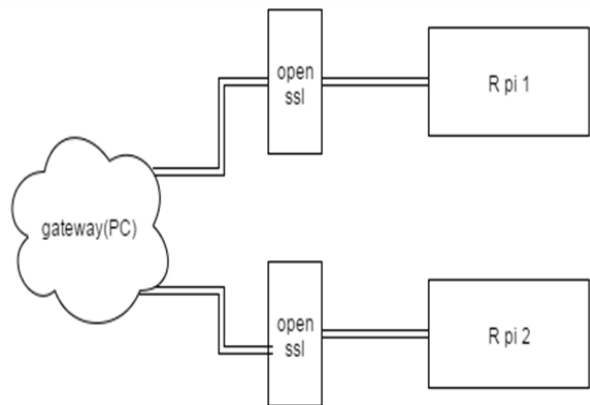 open
ssl
R pi 1
gateway(PC)
open
ssl
R pi 2